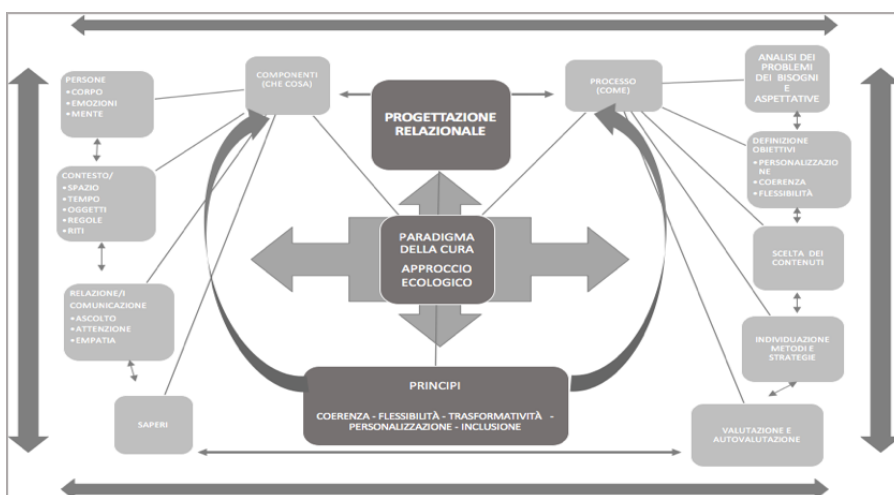 PERSONE
•CORPO
•EMOZIONI
•MENTE
CONTESTO/
•SPAZIO
•TEMPO
•OGGETTI
•REGOLE
•RITI
RELAZIONE/I
COMUNICAZIONE
•ASCOLTO
•ATTENZIONE
•EMPATIA
SAPERI
COMPONENTI
(CHE COSA)
PROGETTAZIONE
RELAZIONALE
PARADIGMA
DELLA CURA
APPROCCIO
ECOLOGICO
PRINCIPI
COERENZA - FLESSIBILITÀ - TRASFORMATIVITÀ -
PERSONALIZZAZIONE - INCLUSIONE
PROCESSO
(COME)
ANALISI DEI
PROBLEMI
DEI BISOGNI
E
ASPETTATIVE
DEFINIZIONE
OBIETTIVI
•PERSONALIZZAZIO
NE
•COERENZA
•FLESSIBILITÀ
SCELTA DEI
CONTENUTI
INDIVIDUAZIONE
METODI E
STRATEGIE
VALUTAZIONE E
AUTOVALUTAZIONE